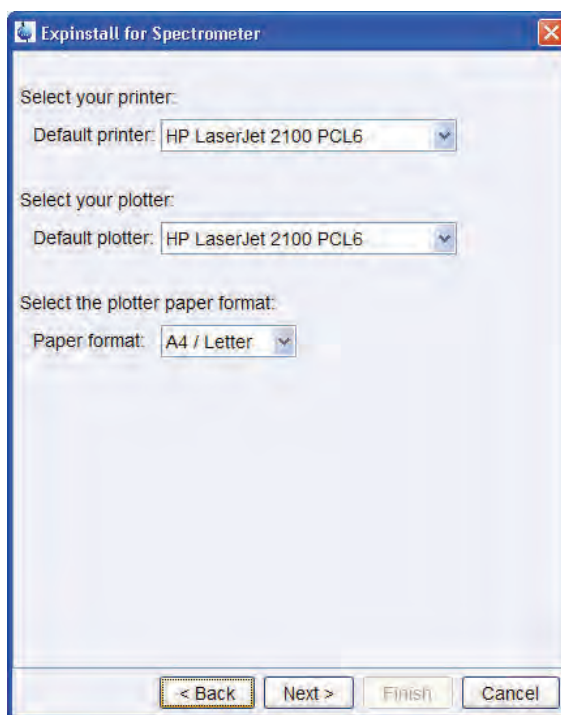 Expinstall for Spectrometer
Select your printer:
Default printer: HP LaserJet 2100 PCL6
Select your plotter:
Default plotter: HP LaserJet 2100 PCL6
Select the plotter paper format:
Paper format: A4 / Letter
< Back Next > Finish Cancel